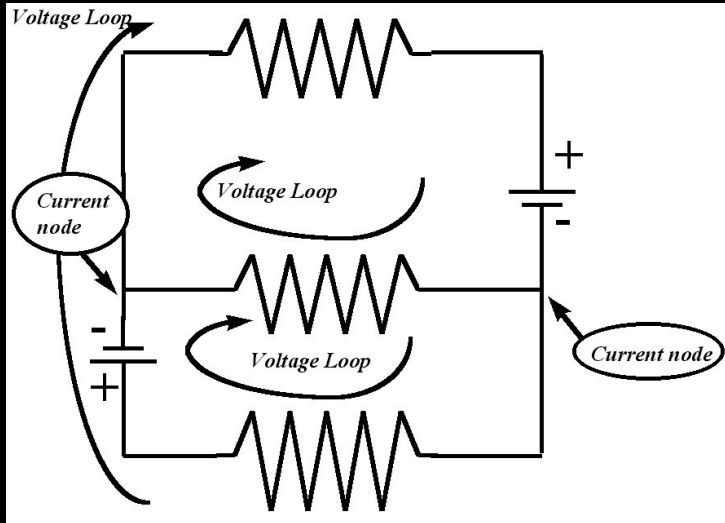 Voltage Loop
+
Voltage Loop
Current
node
-
-
Voltage Loop
Current node
+